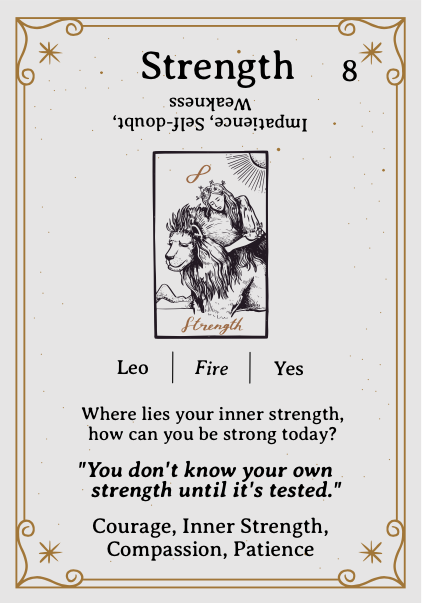 Strength 8
Impatience, Self-doubt,
Weakness
8
Strength
Leo | Fire | Yes
Where lies your inner strength,
how can you be strong today?
"You don't know your own
strength until it's tested."
Courage, Inner Strength,
Compassion, Patience